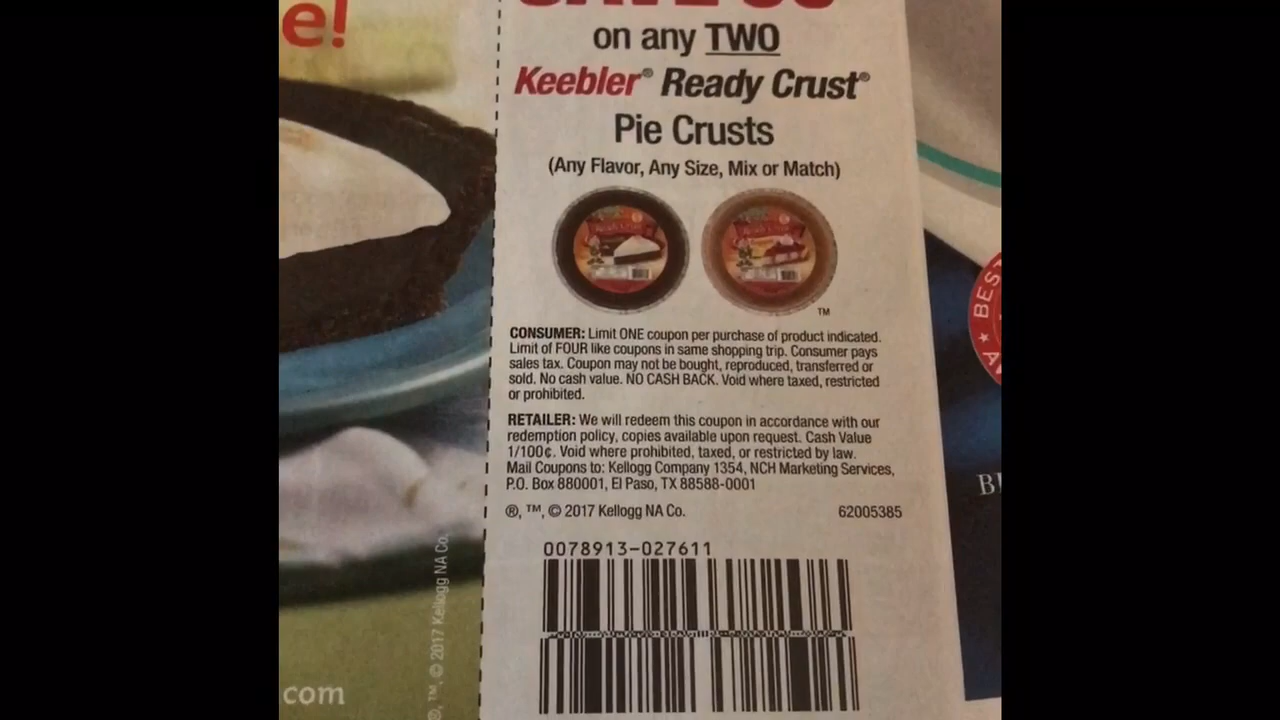 e!
on any TWO
Keebler® Ready Crust®
Pie Crusts
(Any Flavor, Any Size, Mix or Match)
TM
CONSUMER: Limit ONE coupon per purchase of product indicated.
Limit of FOUR like coupons in same shopping trip. Consumer pays
sales tax. Coupon may not be bought, reproduced, transferred or
sold. No cash value. NO CASH BACK. Void where taxed, restricted
or prohibited.
RETAILER: We will redeem this coupon in accordance with our
redemption policy, copies available upon request. Cash Value
1/100¢. Void where prohibited, taxed, or restricted by law.
Mail Coupons to: Kellogg Company 1354, NCH Marketing Services,
P.O. Box 880001, El Paso, TX 88588-0001
®, ™, © 2017 Kellogg NA Co. 62005385
0078913-027611
®, ™, © 2017 Kellogg NA Co.
com
BEST